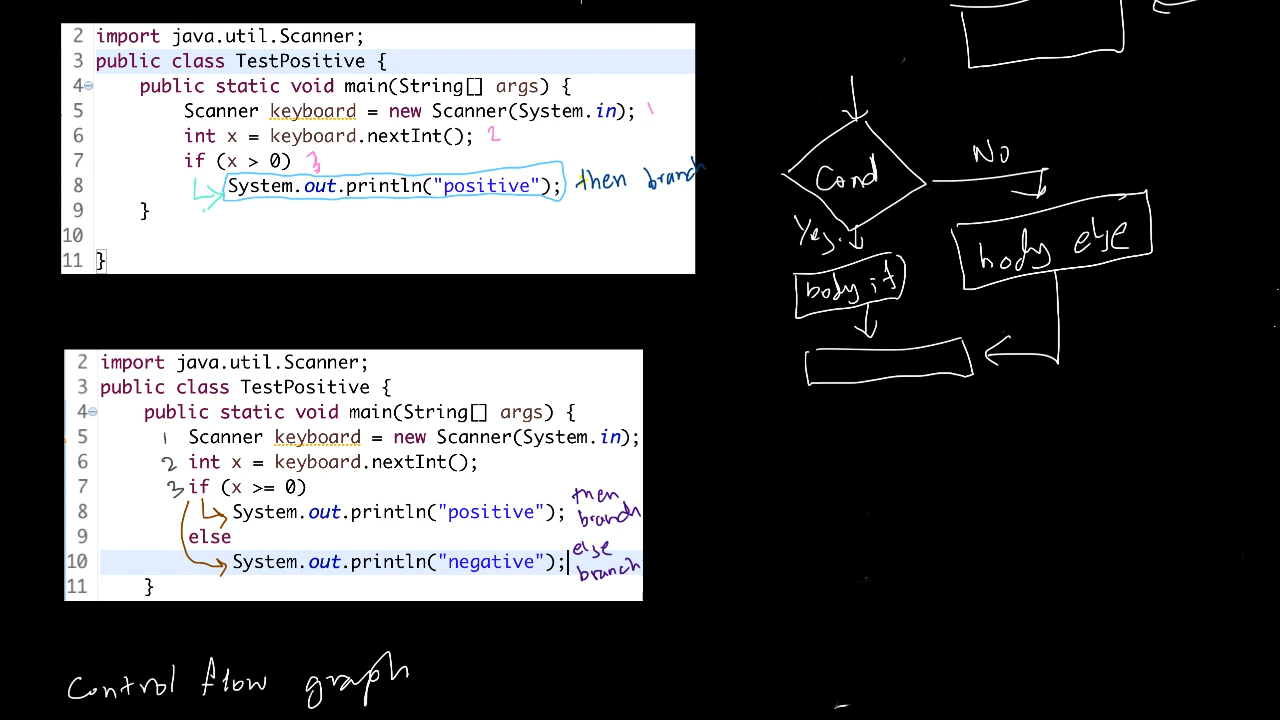 2 import java.util.Scanner;
3 public class TestPositive {
4 public static void main(String[] args) {
5 Scanner keyboard = new Scanner(System.in); 1
6 int x = keyboard.nextInt(); 2
7 if (x > 0) 3
8 System.out.println("positive"); then branch
9 }
10
11 }
2 import java.util.Scanner;
3 public class TestPositive {
4 public static void main(String[] args) {
5 1 Scanner keyboard = new Scanner(System.in);
6 2 int x = keyboard.nextInt();
7 3 if (x >= 0)
8 System.out.println("positive"); then branch
9 else
10 System.out.println("negative"); else branch
11 }
Control flow graph
Cond
No
Yes.
body if
body else